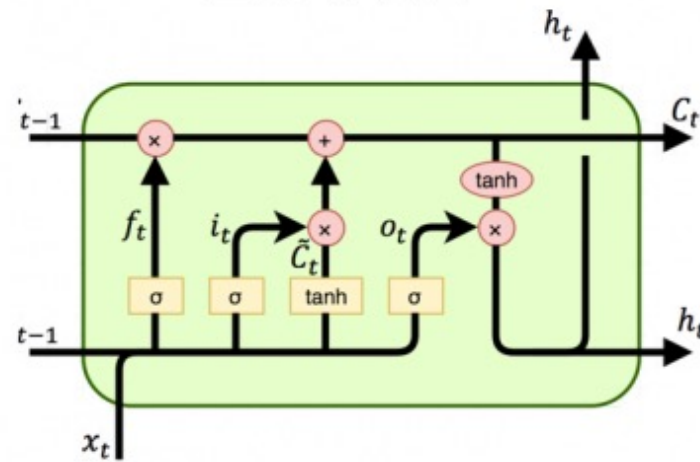 h_t
t−1 × + C_t
tanh
f_t i_t × o_t ×
C̃_t
σ σ tanh σ
t−1 h_t
x_t